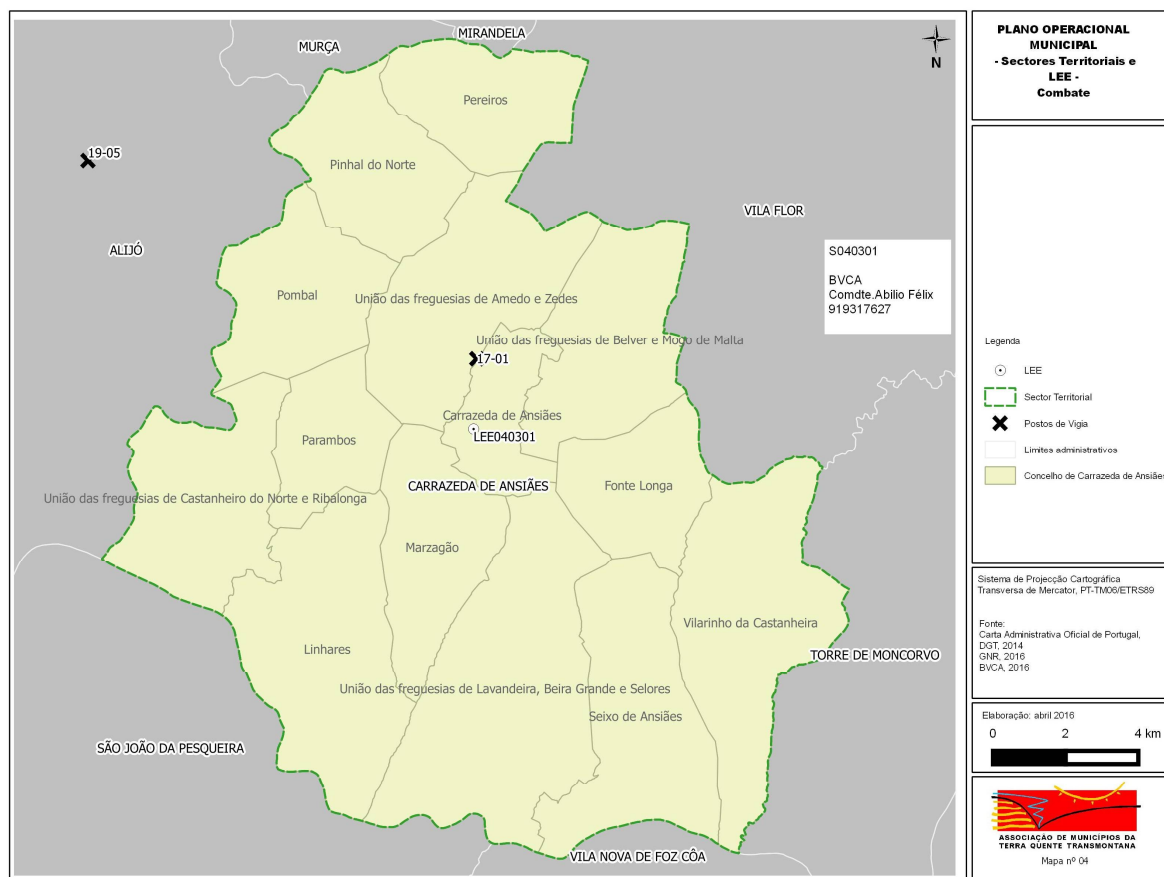 MIRANDELA
MURÇA
N
Pereiros
19-05
Pinhal do Norte
VILA FLOR
ALIJÓ
S040301
BVCA
Comdte.Abilio Félix
919317627
Pombal
União das freguesias de Amedo e Zedes
União das freguesias de Belver e Mogo de Malta
17-01
Carrazeda de Ansiães
Parambos
LEE040301
CARRAZEDA DE ANSIÃES
Fonte Longa
União das freguesias de Castanheiro do Norte e Ribalonga
Marzagão
Vilarinho da Castanheira
Linhares
TORRE DE MONCORVO
União das freguesias de Lavandeira, Beira Grande e Selores
Seixo de Ansiães
SÃO JOÃO DA PESQUEIRA
VILA NOVA DE FOZ CÔA
PLANO OPERACIONAL
MUNICIPAL
- Sectores Territoriais e
LEE -
Combate
Legenda
LEE
Sector Territorial
Postos de Vigia
Limites administrativos
Concelho de Carrazeda de Ansiães
Sistema de Projecção Cartográfica
Transversa de Mercator, PT-TM06/ETRS89
Fonte:
Carta Administrativa Oficial de Portugal,
DGT, 2014
GNR, 2016
BVCA, 2016
Elaboração: abril 2016
0 2 4 km
ASSOCIAÇÃO DE MUNICÍPIOS DA
TERRA QUENTE TRANSMONTANA
Mapa nº 04